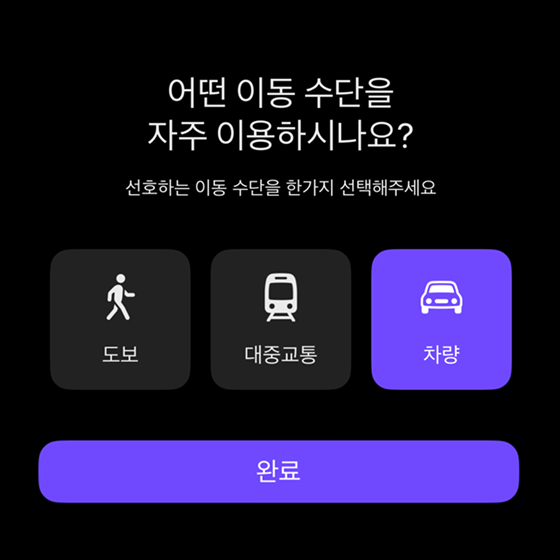 어떤 이동 수단을
자주 이용하시나요?
선호하는 이동 수단을 한가지 선택해주세요
도보
대중교통
차량
완료